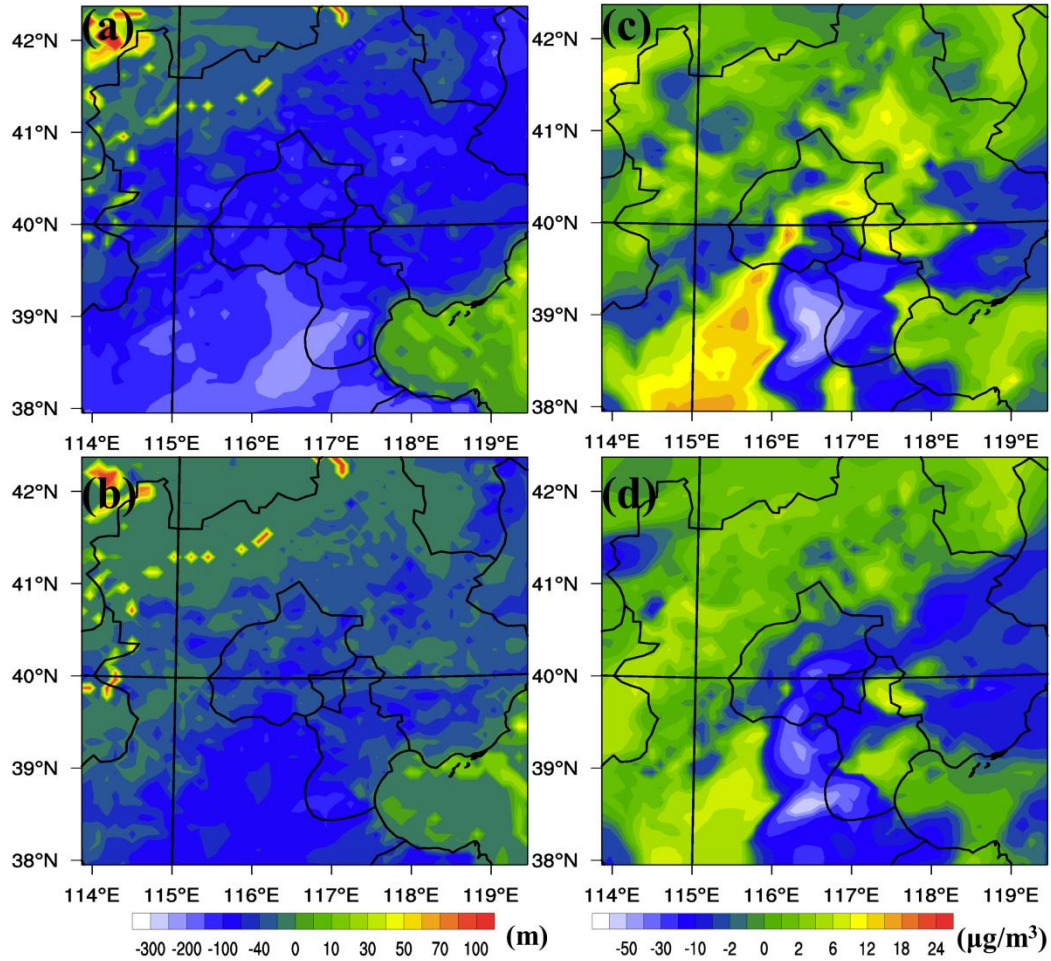 (a)
(c)
42°N
41°N
40°N
39°N
38°N
42°N
41°N
40°N
39°N
38°N
114°E 115°E 116°E 117°E 118°E 119°E
114°E 115°E 116°E 117°E 118°E 119°E
(b)
(d)
42°N
41°N
40°N
39°N
38°N
42°N
41°N
40°N
39°N
38°N
114°E 115°E 116°E 117°E 118°E 119°E
114°E 115°E 116°E 117°E 118°E 119°E
-300 -200 -100 -40 0 10 30 50 70 100 (m)
-50 -30 -10 -2 0 2 6 12 18 24 (µg/m³)